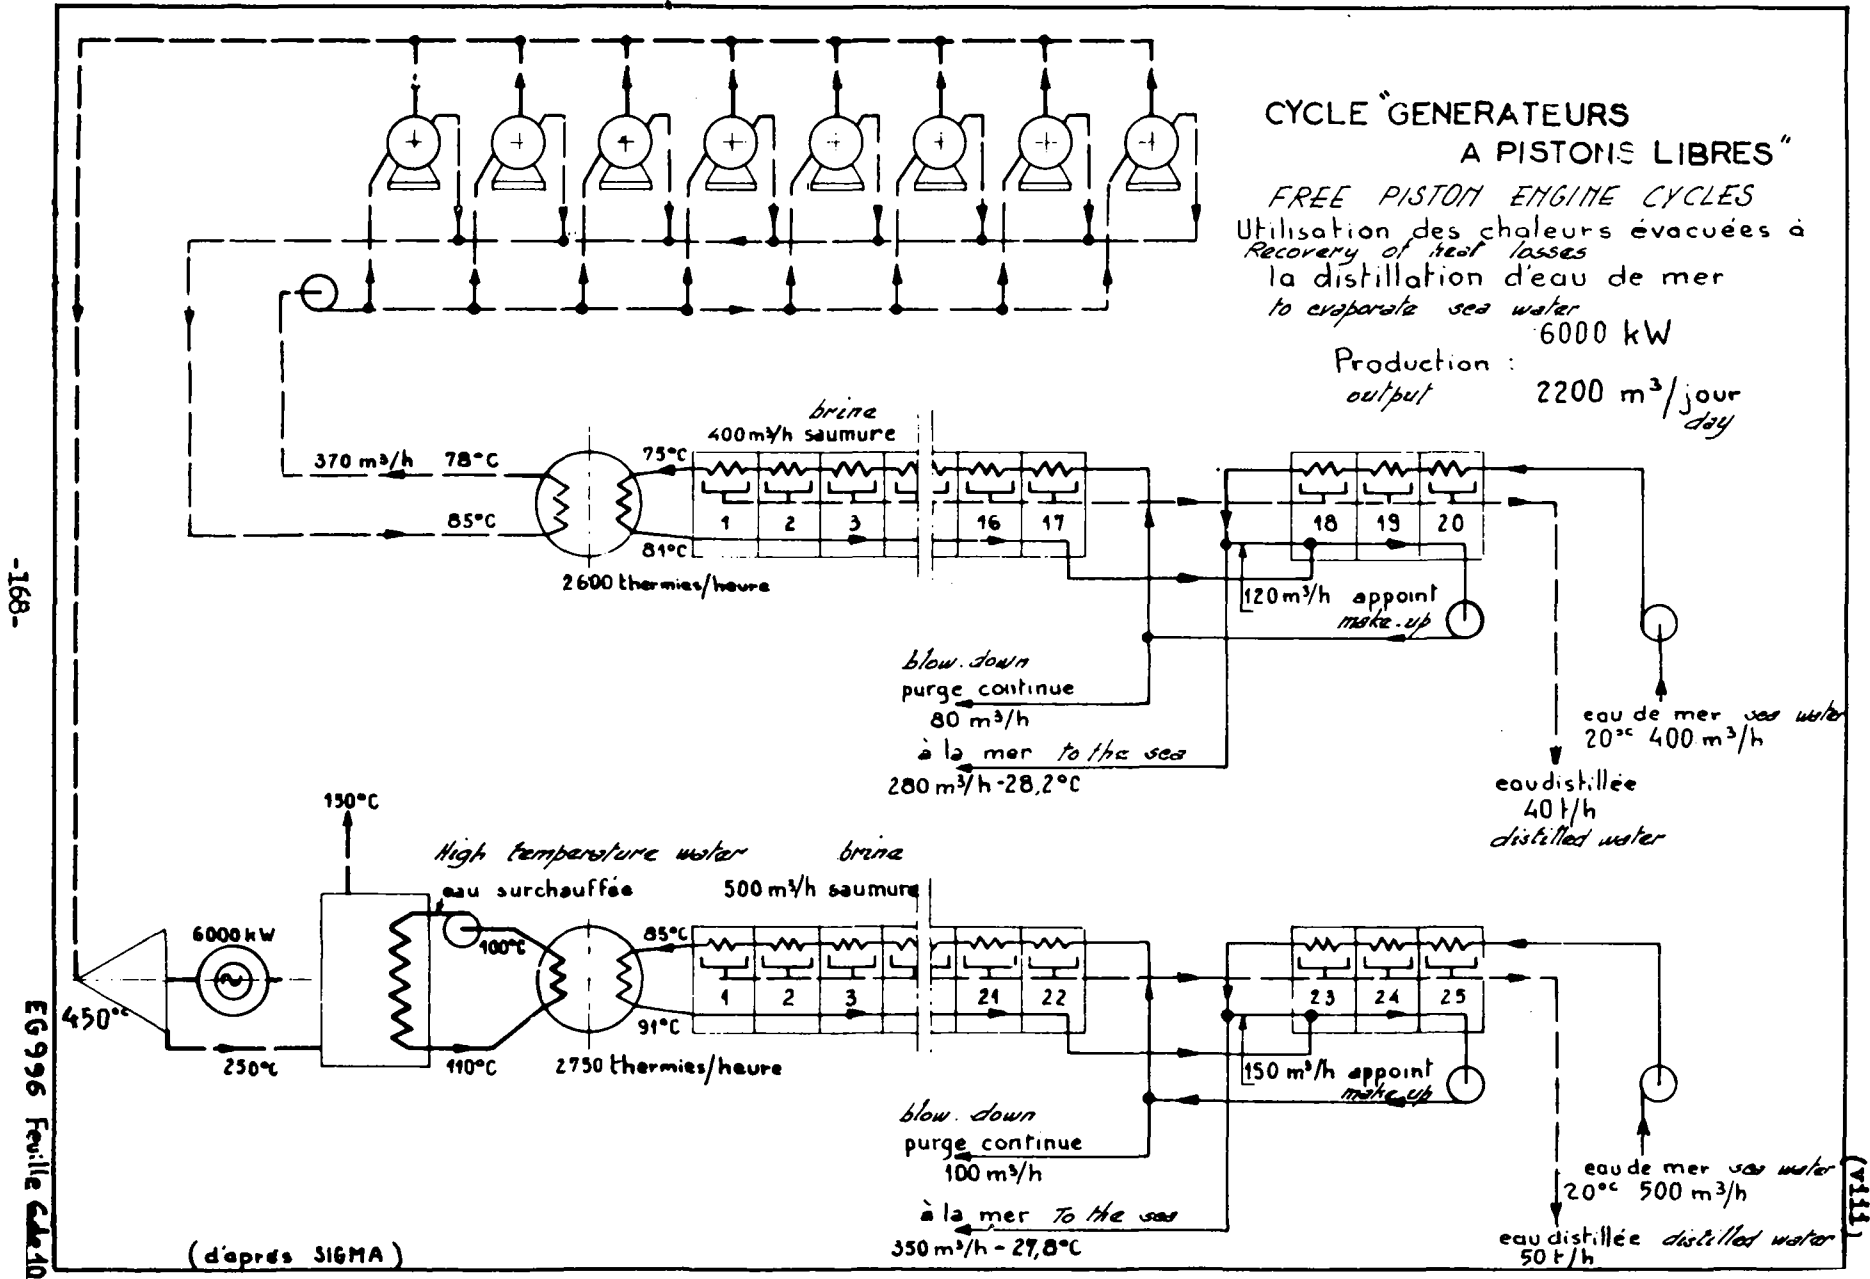 CYCLE "GENERATEURS
A PISTONS LIBRES"
FREE PISTON ENGINE CYCLES
Utilisation des chaleurs évacuées à
Recovery of heat losses
la distillation d'eau de mer
to evaporate sea water
6000 kW
Production :
output
2200 m³/jour
day
brine
400 m³/h saumure
370 m³/h 78°C
75°C
85°C
81°C
1 2 3 16 17
18 19 20
2600 thermies/heure
120 m³/h appoint
make-up
blow-down
purge continue
80 m³/h
à la mer to the sea
280 m³/h - 28,2°C
eau de mer sea water
20°C 400 m³/h
eau distillée
40 t/h
distilled water
150°C
High temperature water
eau surchauffée
brine
500 m³/h saumure
6000 kW
100°C
85°C
450°C
250°C
110°C
91°C
1 2 3 21 22
23 24 25
2750 thermies/heure
150 m³/h appoint
make-up
blow-down
purge continue
100 m³/h
à la mer To the sea
350 m³/h - 27,8°C
eau de mer sea water
20°C 500 m³/h
eau distillée distilled water
50 t/h
(d'après SIGMA)
-168-
EG 996 Feuille 6 de 10
(viii)